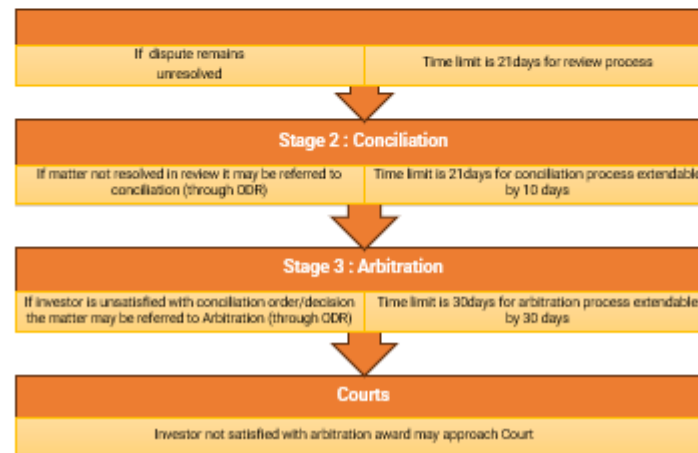 If dispute remains
unresolved
Time limit is 21days for review process
Stage 2 : Conciliation
If matter not resolved in review it may be referred to
conciliation (through ODR)
Time limit is 21days for conciliation process extendable
by 10 days
Stage 3 : Arbitration
If investor is unsatisfied with conciliation order/decision
the matter may be referred to Arbitration (through ODR)
Time limit is 30days for arbitration process extendable
by 30 days
Courts
Investor not satisfied with arbitration award may approach Court